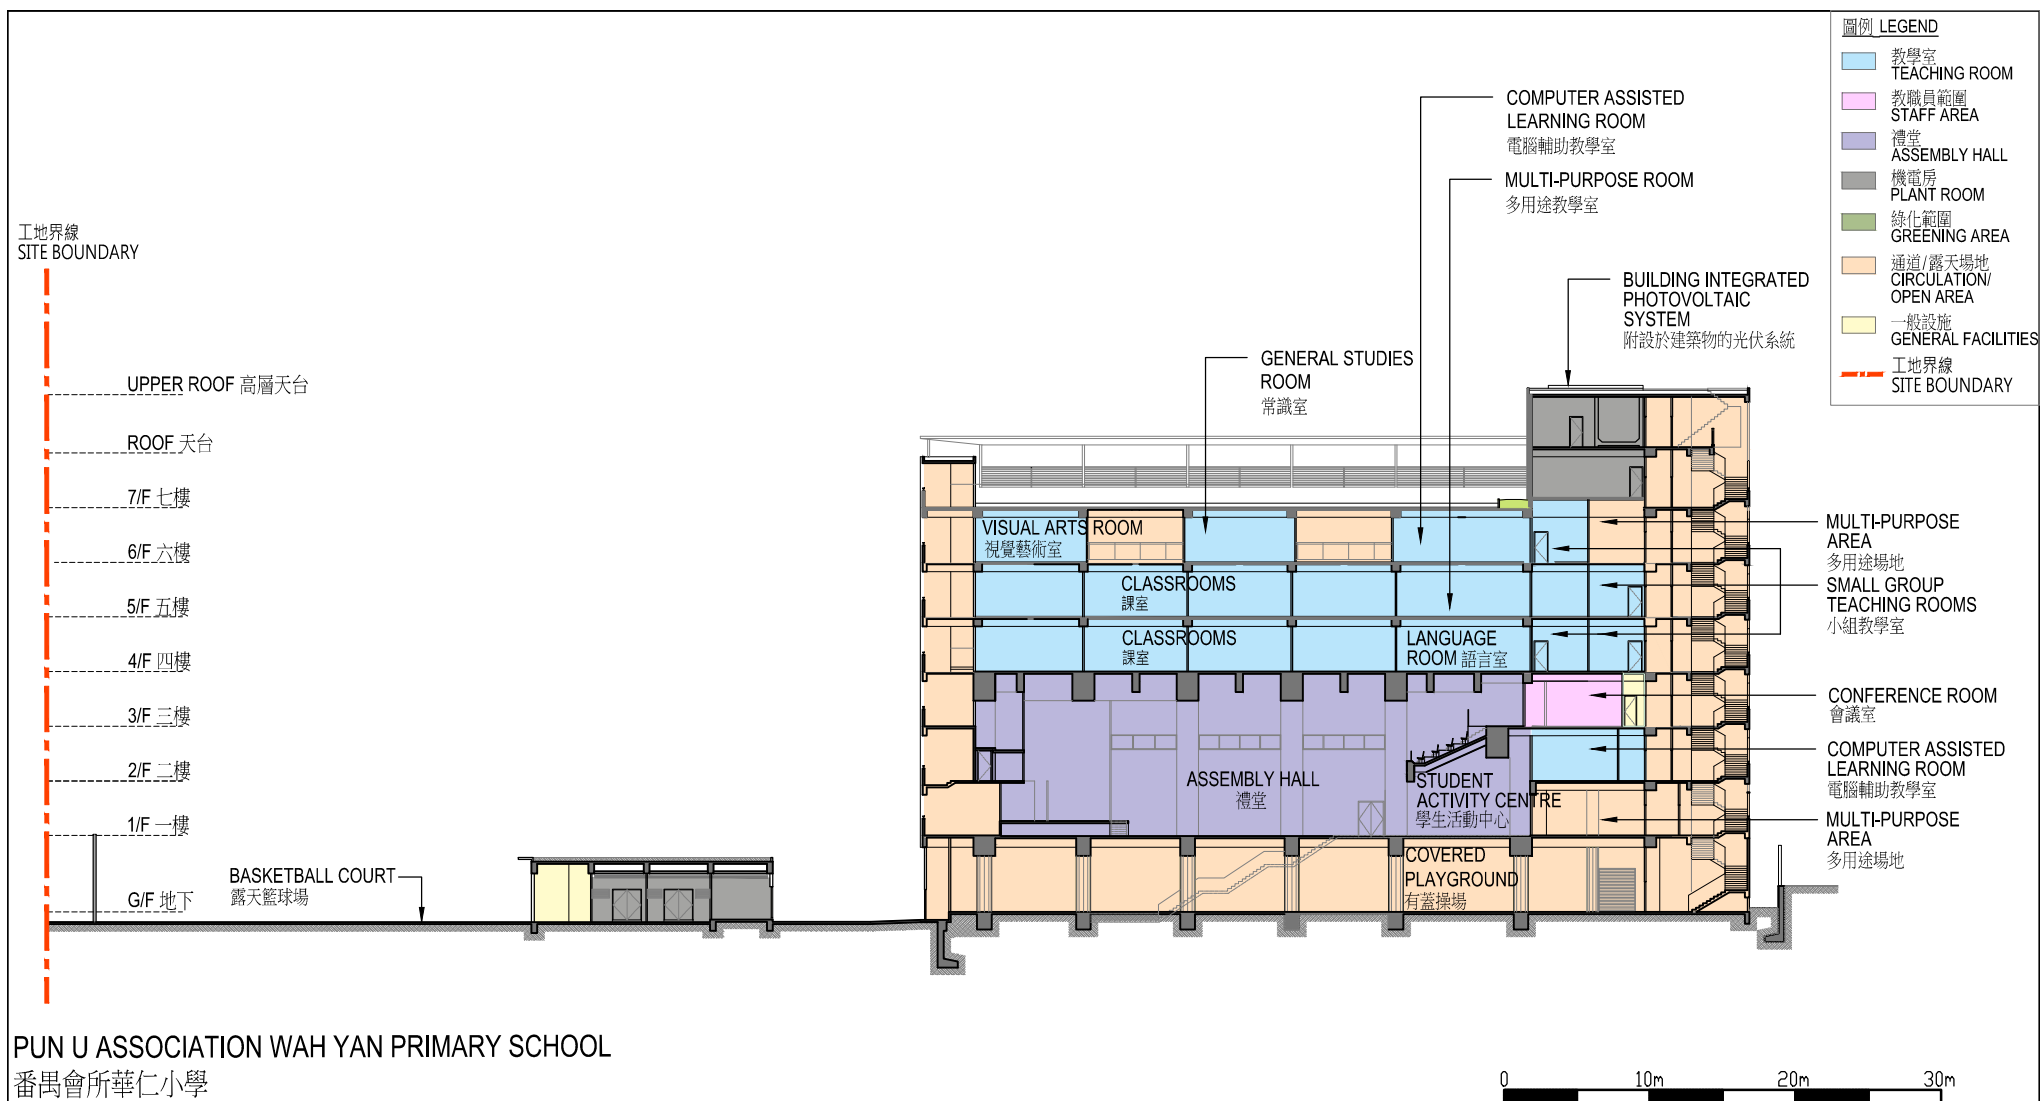 圖例 LEGEND
教學室
TEACHING ROOM
教職員範圍
STAFF AREA
禮堂
ASSEMBLY HALL
機電房
PLANT ROOM
綠化範圍
GREENING AREA
通道/露天場地
CIRCULATION/
OPEN AREA
一般設施
GENERAL FACILITIES
工地界線
SITE BOUNDARY
COMPUTER ASSISTED
LEARNING ROOM
電腦輔助教學室
MULTI-PURPOSE ROOM
多用途教學室
BUILDING INTEGRATED
PHOTOVOLTAIC
SYSTEM
附設於建築物的光伏系統
GENERAL STUDIES
ROOM
常識室
工地界線
SITE BOUNDARY
UPPER ROOF 高層天台
ROOF 天台
7/F 七樓
6/F 六樓
5/F 五樓
4/F 四樓
3/F 三樓
2/F 二樓
1/F 一樓
G/F 地下
BASKETBALL COURT
露天籃球場
VISUAL ARTS ROOM
視覺藝術室
CLASSROOMS
課室
CLASSROOMS
課室
LANGUAGE
ROOM 語言室
ASSEMBLY HALL
禮堂
STUDENT
ACTIVITY CENTRE
學生活動中心
COVERED
PLAYGROUND
有蓋操場
MULTI-PURPOSE
AREA
多用途場地
SMALL GROUP
TEACHING ROOMS
小組教學室
CONFERENCE ROOM
會議室
COMPUTER ASSISTED
LEARNING ROOM
電腦輔助教學室
MULTI-PURPOSE
AREA
多用途場地
PUN U ASSOCIATION WAH YAN PRIMARY SCHOOL
番禺會所華仁小學
0 10m 20m 30m